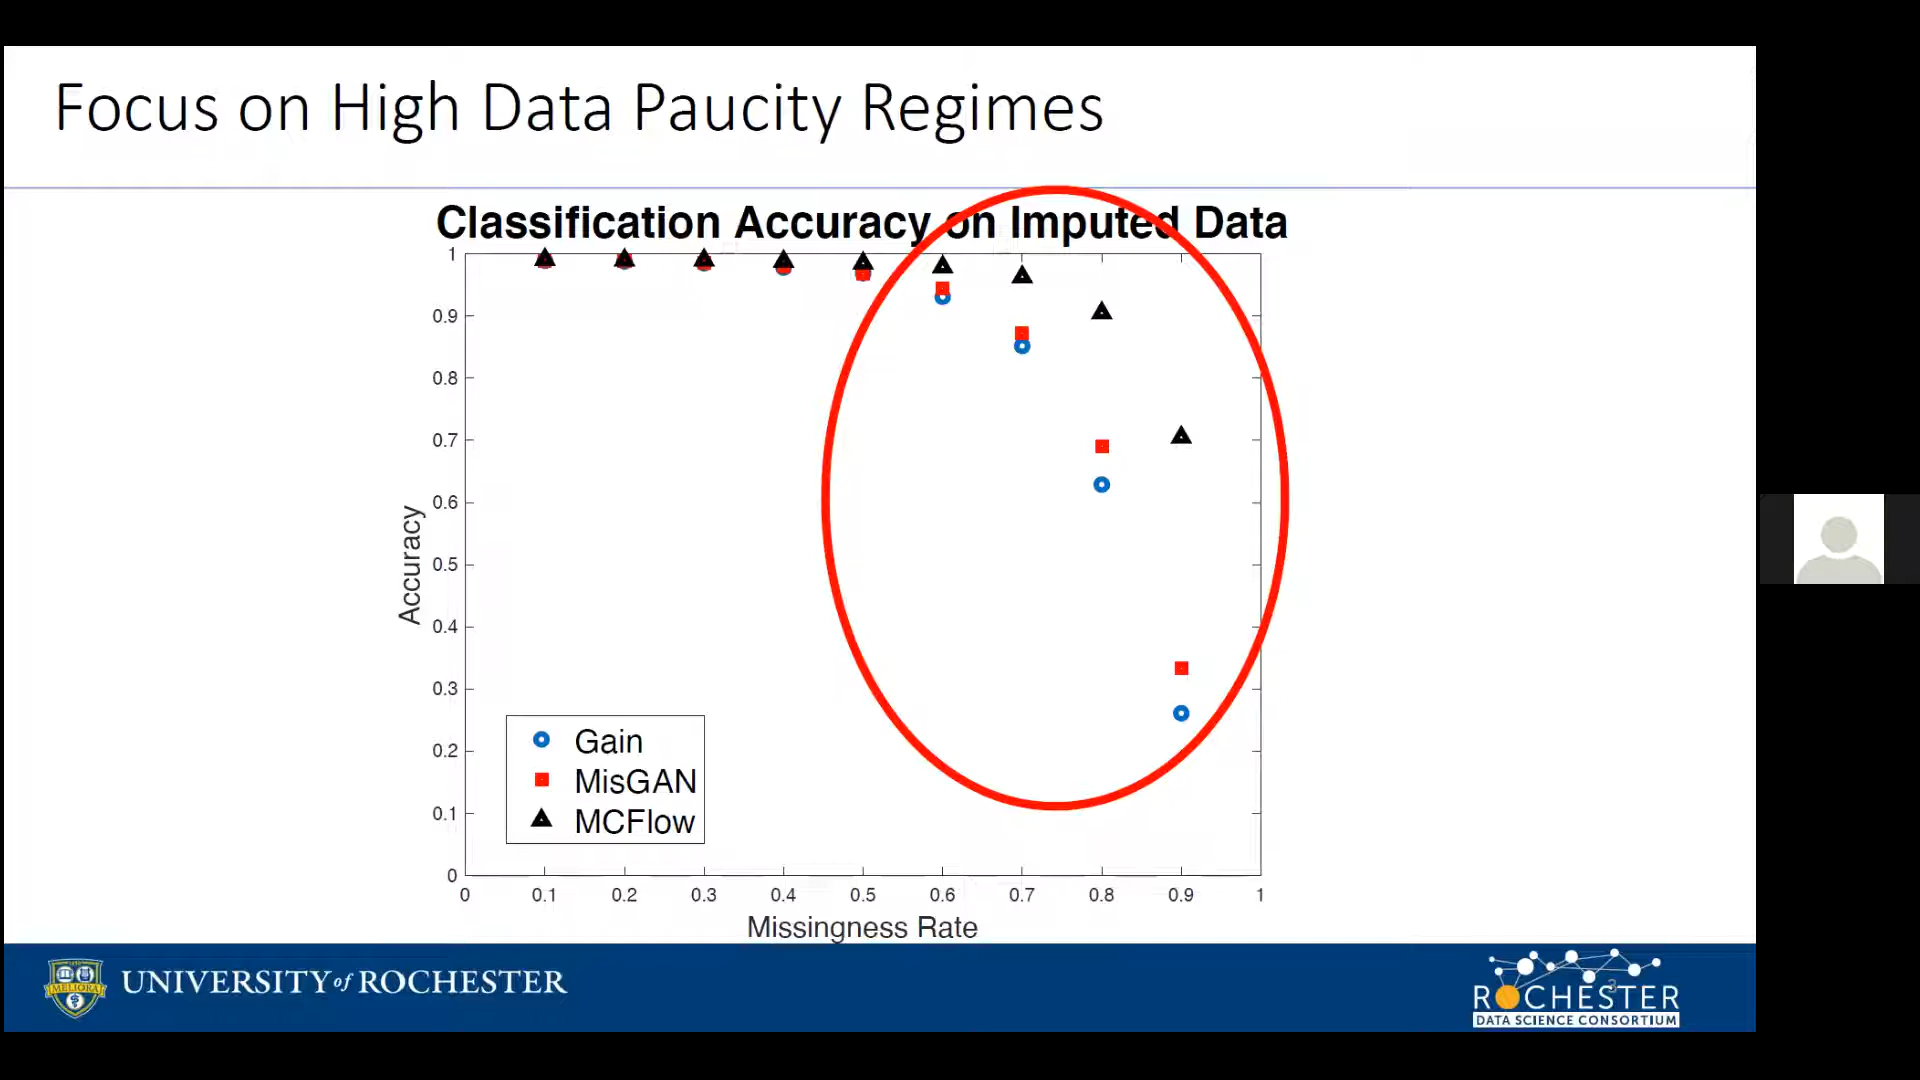 Focus on High Data Paucity Regimes
Classification Accuracy on Imputed Data
1
0.9
0.8
0.7
0.6
0.5
0.4
0.3
0.2
0.1
0
Accuracy
Gain
MisGAN
MCFlow
0 0.1 0.2 0.3 0.4 0.5 0.6 0.7 0.8 0.9 1
Missingness Rate
MELIORA
UNIVERSITY of ROCHESTER
3
ROCHESTER
DATA SCIENCE CONSORTIUM